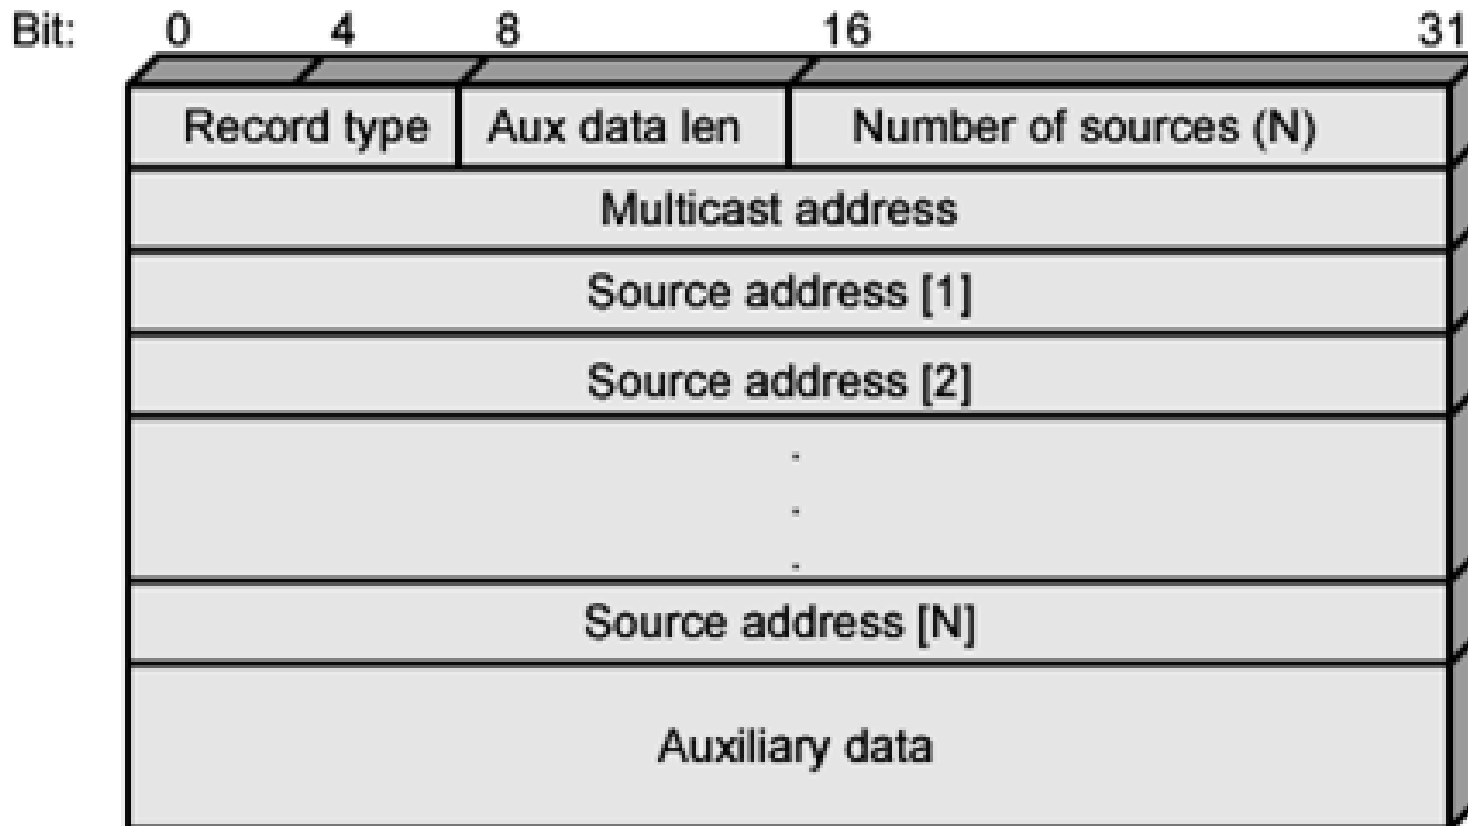 Bit: 0 4 8 16 31
Record type Aux data len Number of sources (N)
Multicast address
Source address [1]
Source address [2]
.
.
.
Source address [N]
Auxiliary data